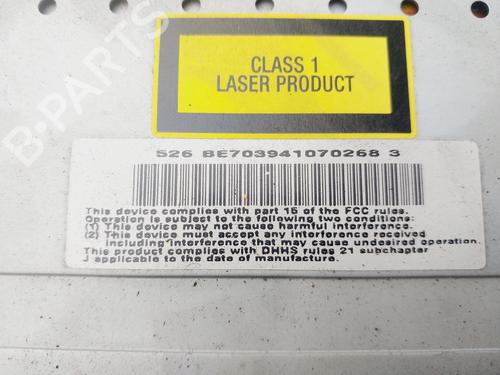 CLASS 1
LASER PRODUCT
526 BE703941070268 3
This device complies with part 15 of the FCC rules.
Operation is subject to the following two conditions:
(1) This device may not cause harmful interference.
(2) This device must accept any interference received
including interference that may cause undesired operation.
This product complies with DHHS rules 21 subchapter
J applicable to the date of manufacture.
B-PARTS